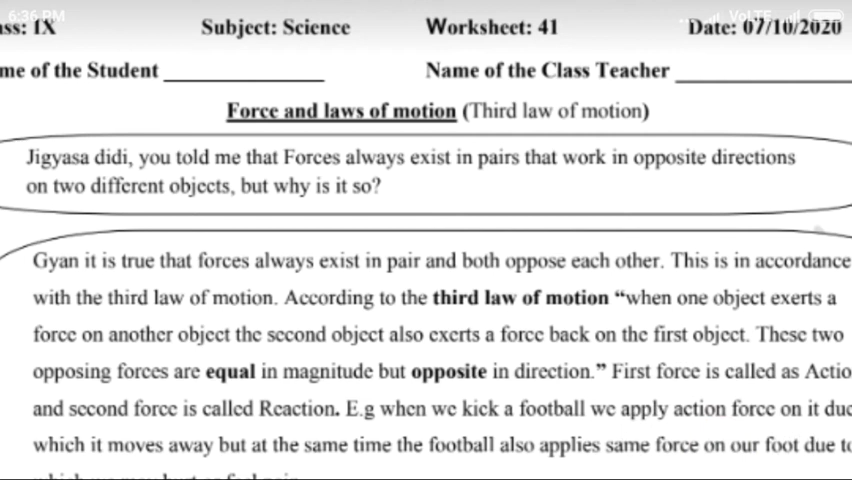 6:36 PM VoLTE
ass: IX Subject: Science Worksheet: 41 Date: 07/10/2020
me of the Student ____________ Name of the Class Teacher ____________
Force and laws of motion (Third law of motion)
Jigyasa didi, you told me that Forces always exist in pairs that work in opposite directions
on two different objects, but why is it so?
Gyan it is true that forces always exist in pair and both oppose each other. This is in accordance
with the third law of motion. According to the third law of motion “when one object exerts a
force on another object the second object also exerts a force back on the first object. These two
opposing forces are equal in magnitude but opposite in direction.” First force is called as Actio
and second force is called Reaction. E.g when we kick a football we apply action force on it due
which it moves away but at the same time the football also applies same force on our foot due to